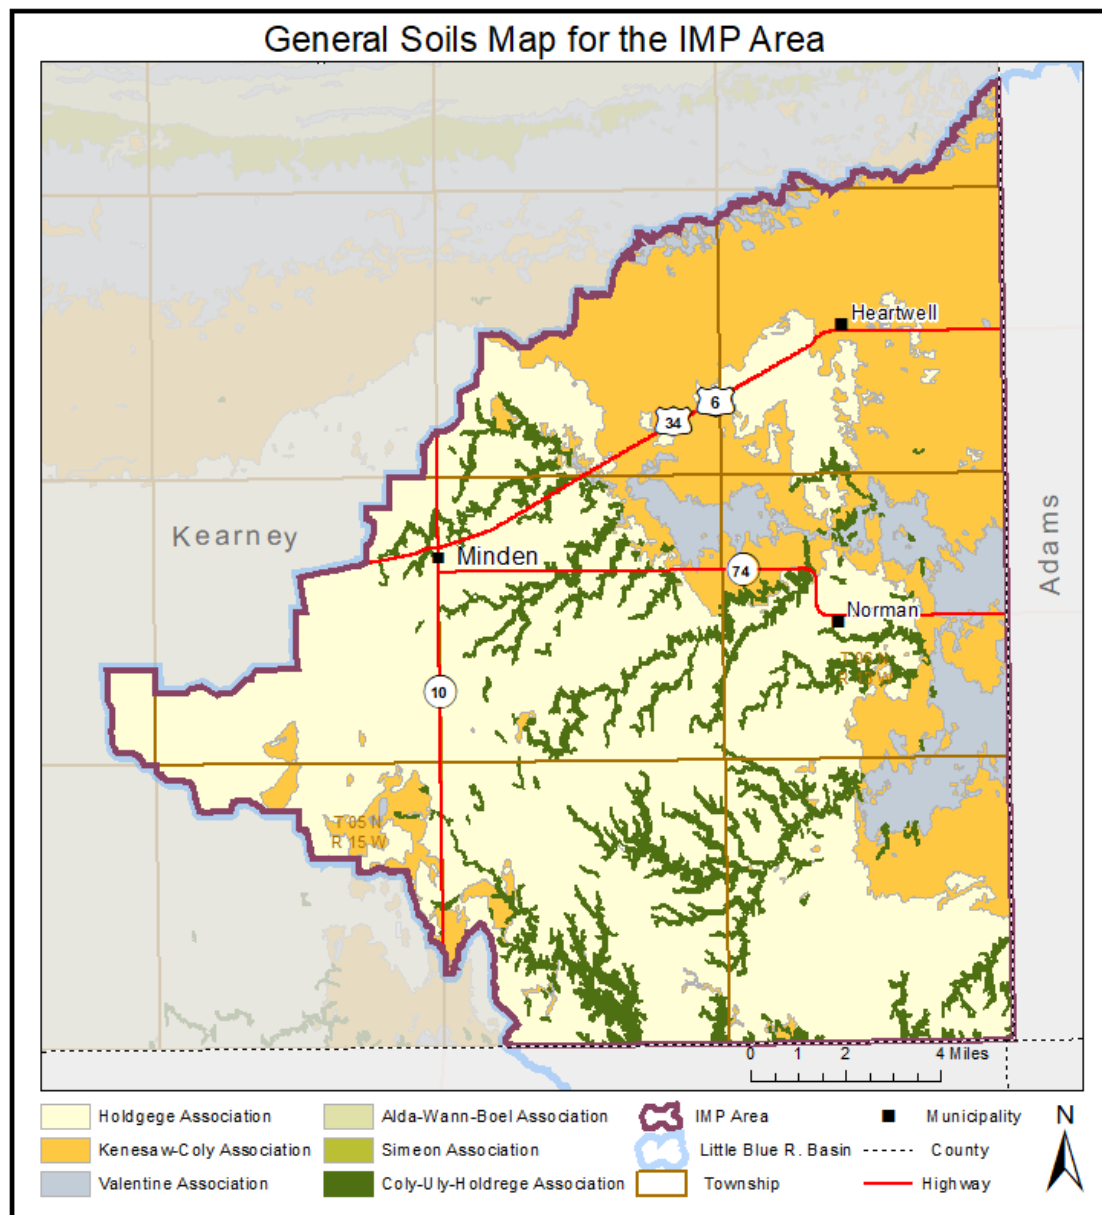 General Soils Map for the IMP Area
Heartwell
6
34
Kearney
Adams
Minden
74
Norman
10
T 05 N
R 15 W
0 1 2 4 Miles
Holdgege Association
Kenesaw-Coly Association
Valentine Association
Alda-Wann-Boel Association
Simeon Association
Coly-Uly-Holdrege Association
IMP Area
Little Blue R. Basin
Township
Municipality
County
Highway
N